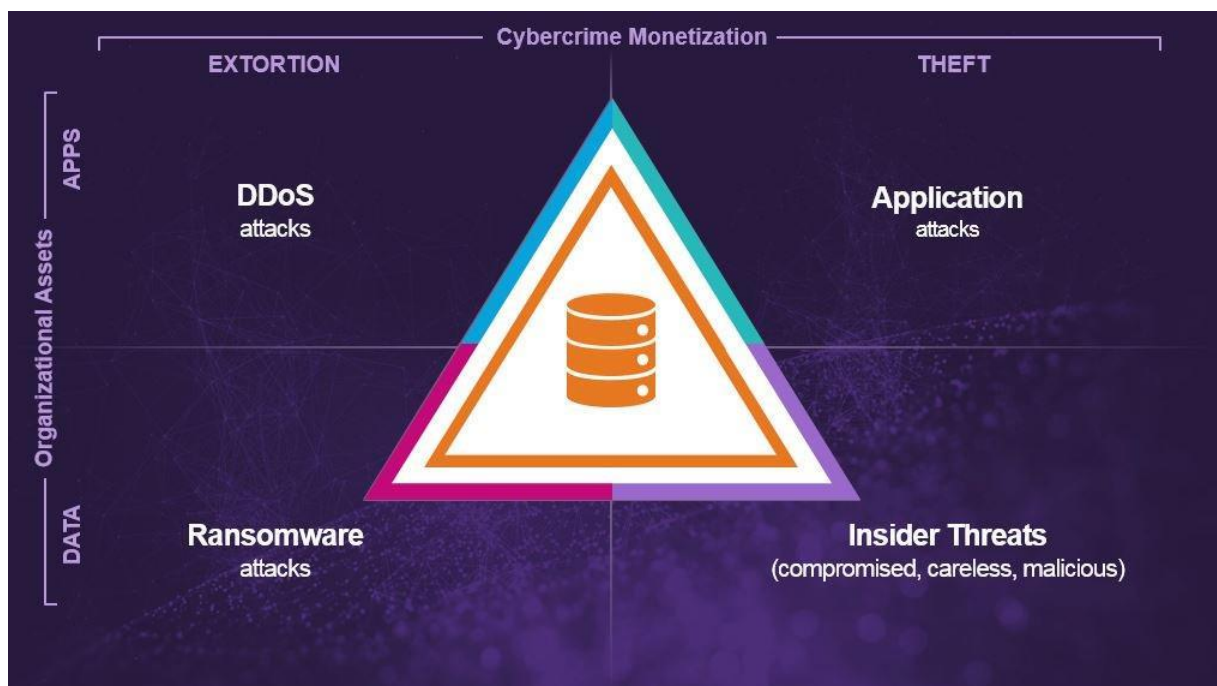 Cybercrime Monetization
EXTORTION
THEFT
Organizational Assets
APPS
DATA
DDoS
attacks
Application
attacks
Ransomware
attacks
Insider Threats
(compromised, careless, malicious)